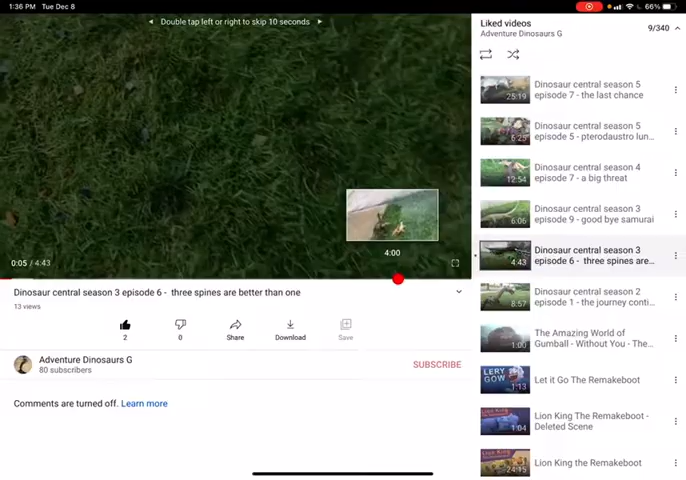 1:36 PM Tue Dec 8
66%
Double tap left or right to skip 10 seconds
4:00
0:05 / 4:43
Dinosaur central season 3 episode 6 - three spines are better than one
13 views
2
0
Share
Download
Save
Adventure Dinosaurs G
80 subscribers
SUBSCRIBE
Comments are turned off. Learn more
Liked videos
Adventure Dinosaurs G
9/340
25:19
Dinosaur central season 5
episode 7 - the last chance
6:25
Dinosaur central season 5
episode 5 - pterodaustro lun...
12:54
Dinosaur central season 4
episode 7 - a big threat
6:06
Dinosaur central season 3
episode 9 - good bye samurai
4:43
Dinosaur central season 3
episode 6 - three spines are...
8:57
Dinosaur central season 2
episode 1 - the journey conti...
1:00
The Amazing World of
Gumball - Without You - The...
LERY
GOW
1:13
Let it Go The Remakeboot
1:04
Lion King The Remakeboot -
Deleted Scene
24:15
Lion King the Remakeboot